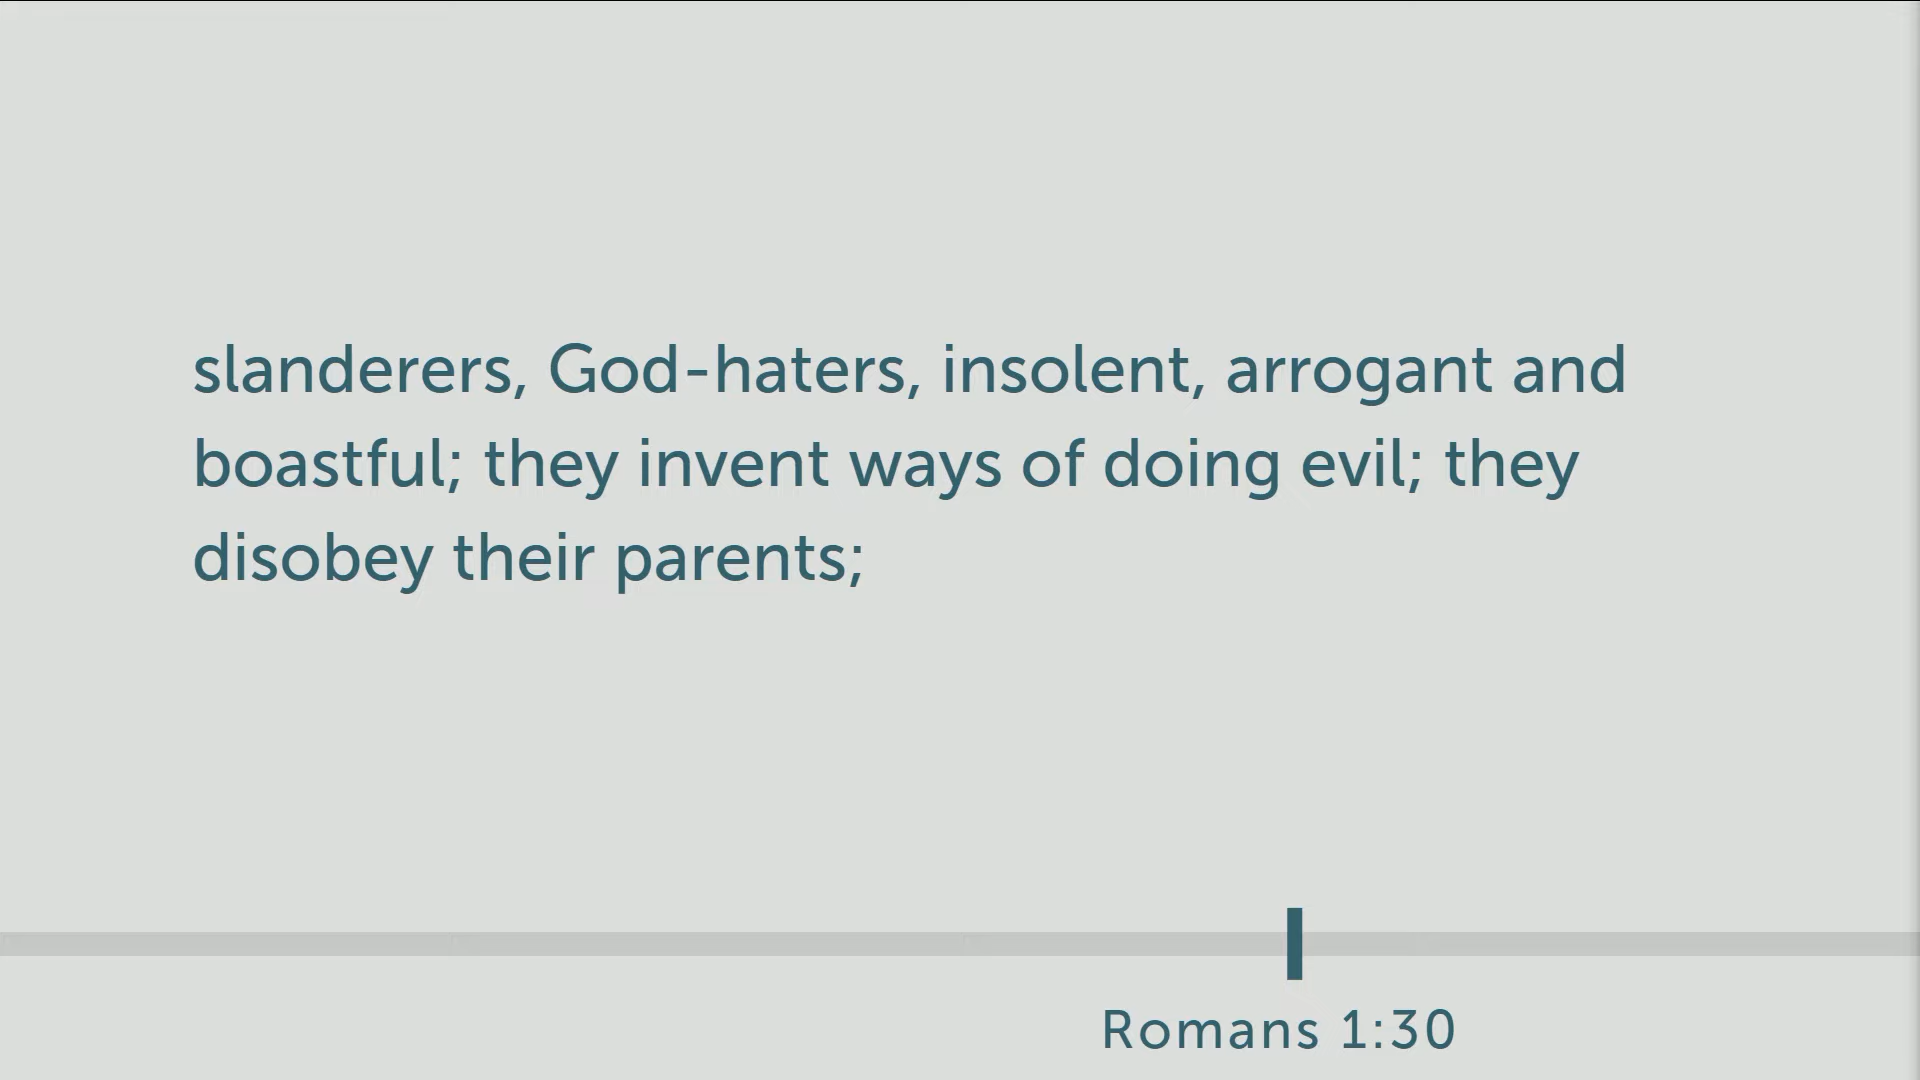 slanderers, God-haters, insolent, arrogant and
boastful; they invent ways of doing evil; they
disobey their parents;
Romans 1:30